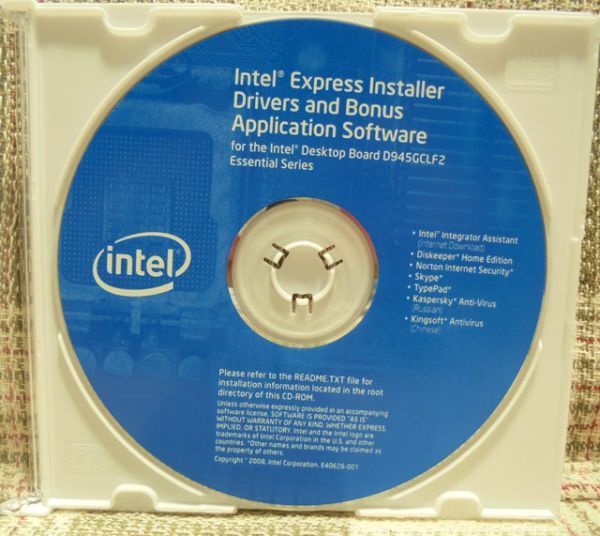 Intel® Express Installer
Drivers and Bonus
Application Software
for the Intel® Desktop Board D945GCLF2
Essential Series
intel®
• Intel® Integrator Assistant
(Internet Download)
• Diskeeper® Home Edition
• Norton Internet Security*
• Skype*
• TypePad*
• Kaspersky® Anti-Virus
(Russian)
• Kingsoft® Antivirus
(Chinese)
Please refer to the README.TXT file for
installation information located in the root
directory of this CD-ROM.
Unless otherwise expressly provided in an accompanying
software license, SOFTWARE IS PROVIDED "AS IS"
WITHOUT WARRANTY OF ANY KIND, WHETHER EXPRESS,
IMPLIED, OR STATUTORY. Intel and the Intel logo are
trademarks of Intel Corporation in the U.S. and other
countries. *Other names and brands may be claimed as
the property of others.
Copyright © 2008, Intel Corporation. E40626-001